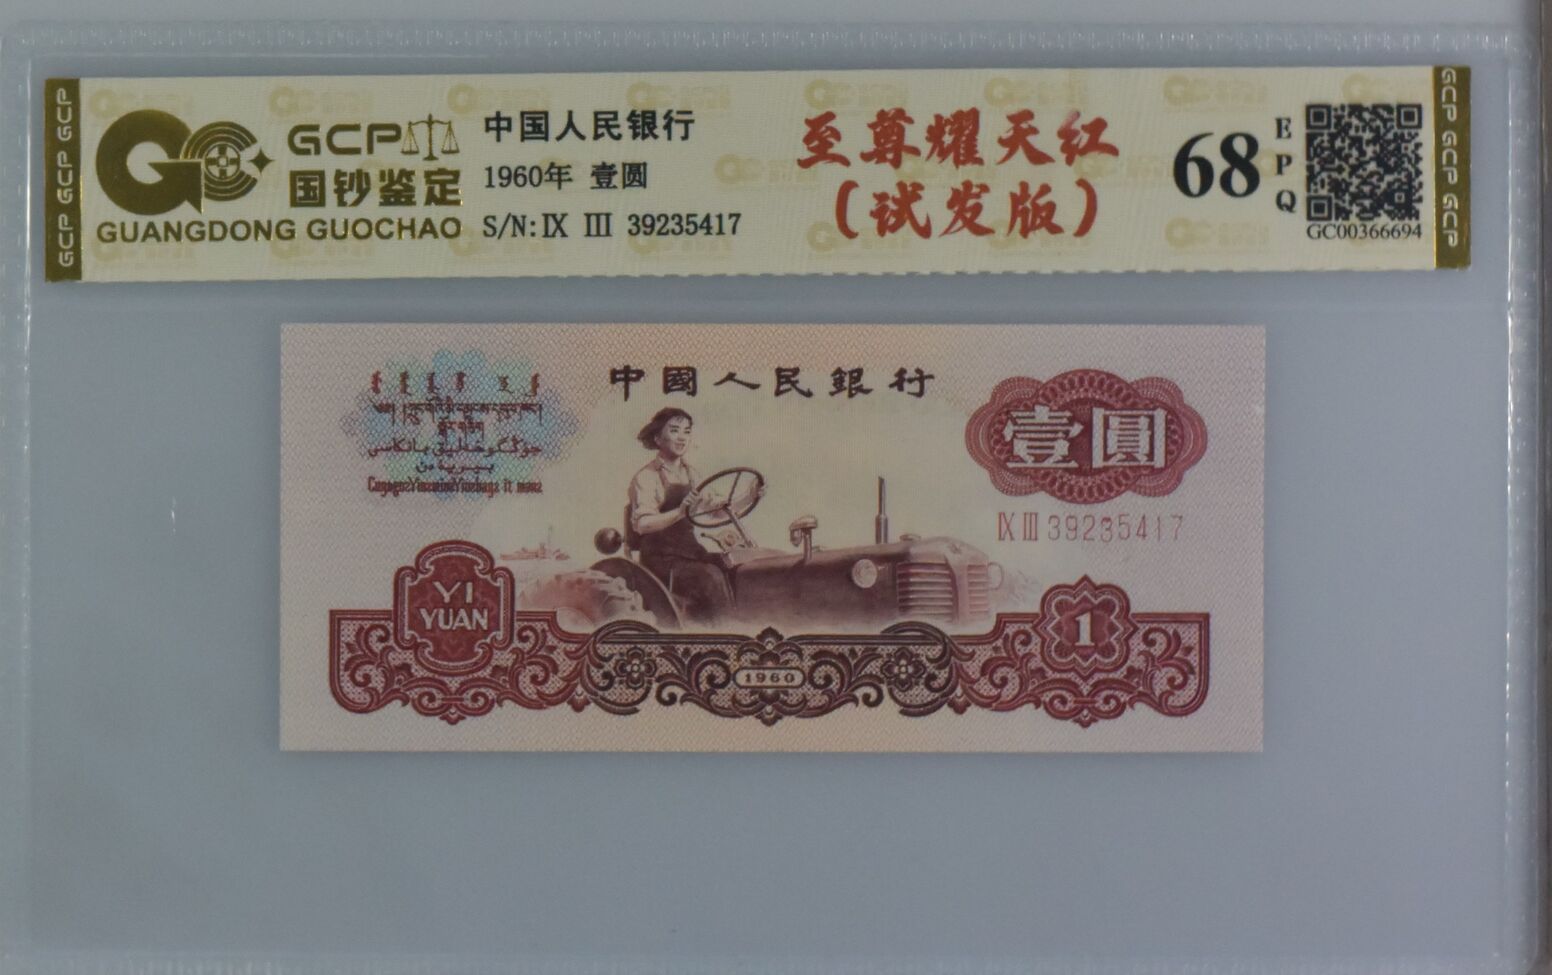 GCP GCP GCP
GCP
国钞鉴定
GUANGDONG GUOCHAO
中国人民银行
1960年 壹圆
S/N:IX III 39235417
至尊耀天红
(试发版)
68
EPQ
GC00366694
GCP GCP GCP
中國人民銀行
壹圓
IX III 39235417
YI
YUAN
1960
1